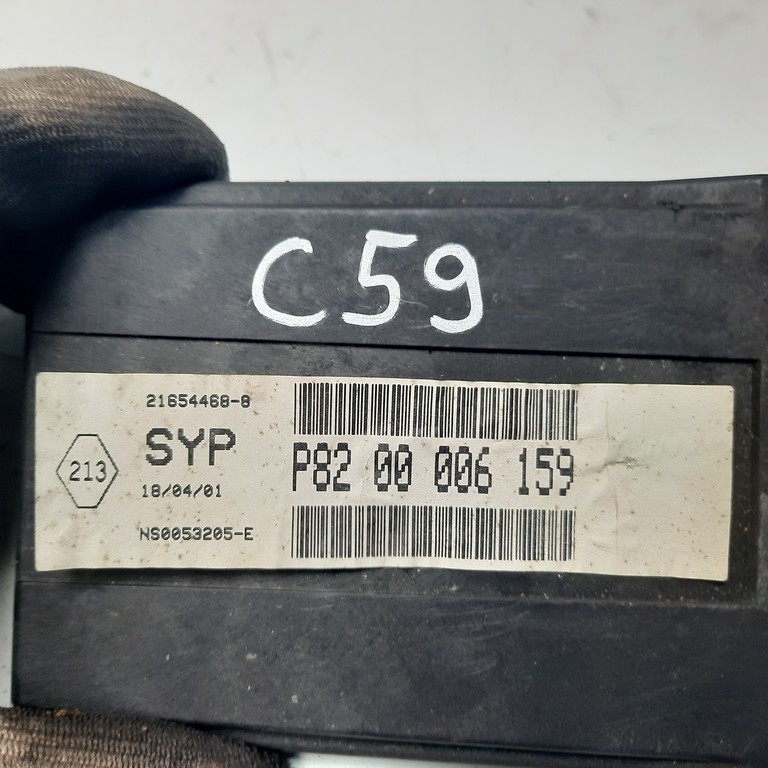 C59
21654468-8
SYP
213
18/04/01
NS0053205-E
P82 00 006 159